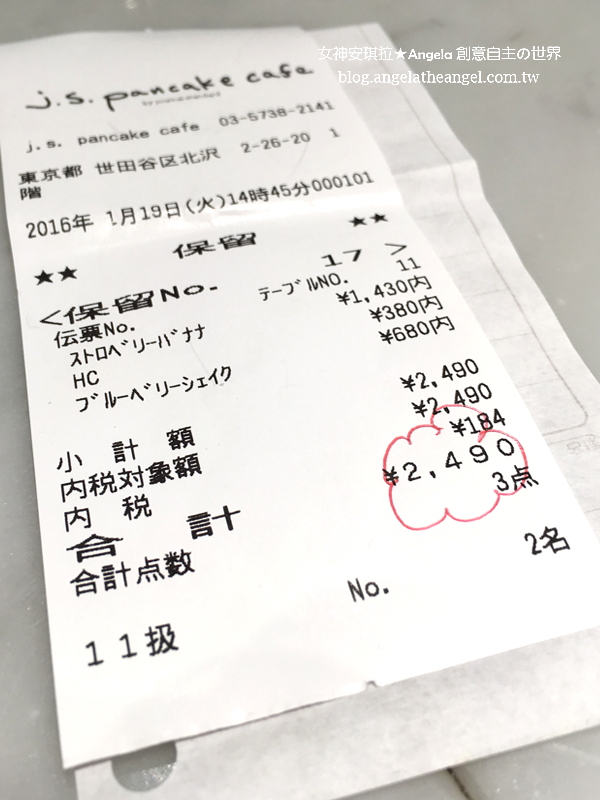 女神安琪拉★Angela 創意自主の世界
blog.angelatheangel.com.tw
j.s. pancake cafe
j.s. pancake cafe 03-5738-2141
東京都 世田谷区北沢 2-26-20 1
階
2016年 1月19日(火)14時45分000101
★★ 保留 ★★
<保留No. 17 >
伝票No. テーブルNO. 11
ストロベリーバナナ ¥1,430内
HC ¥380内
ブルーベリーシェイク ¥680内
小 計 額 ¥2,490
内税対象額 ¥2,490
内 税 ¥184
合 計 ¥2,490
合計点数 3点
2名
No.
11扱